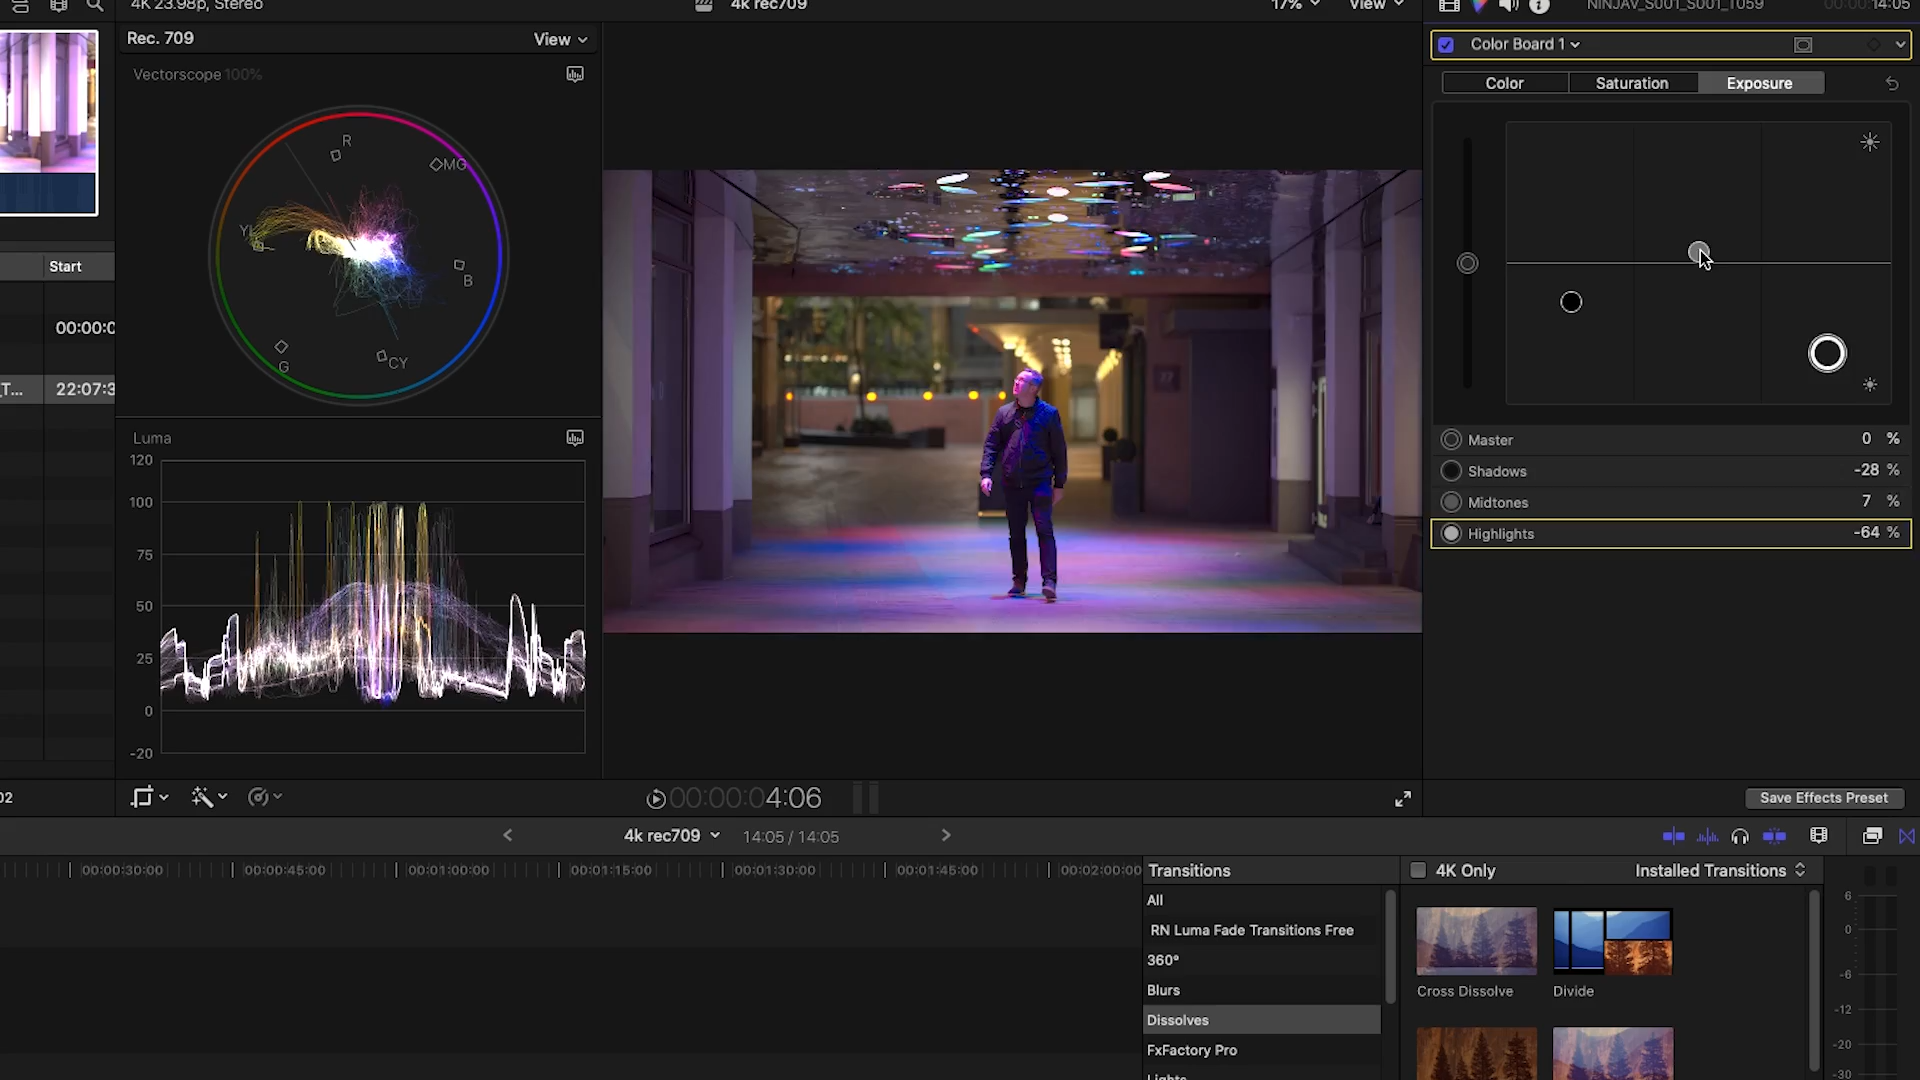 4K 23.98p, Stereo
4k rec709
17%
View
NINJAV_S001_S001_T059
00:00:14:05
Rec. 709
View
Color Board 1
Vectorscope 100%
Color
Saturation
Exposure
R
MG
YL
B
G
CY
Start
00:00:0
_T...
22:07:3
Luma
120
100
75
50
25
0
-20
Master
0 %
Shadows
-28 %
Midtones
7 %
Highlights
-64 %
02
00:00:04:06
Save Effects Preset
4k rec709
14:05 / 14:05
00:00:30:00
00:00:45:00
00:01:00:00
00:01:15:00
00:01:30:00
00:01:45:00
00:02:00:00
Transitions
4K Only
Installed Transitions
All
RN Luma Fade Transitions Free
360°
Blurs
Dissolves
FxFactory Pro
Lights
Cross Dissolve
Divide
6
0
-6
-12
-20
-30